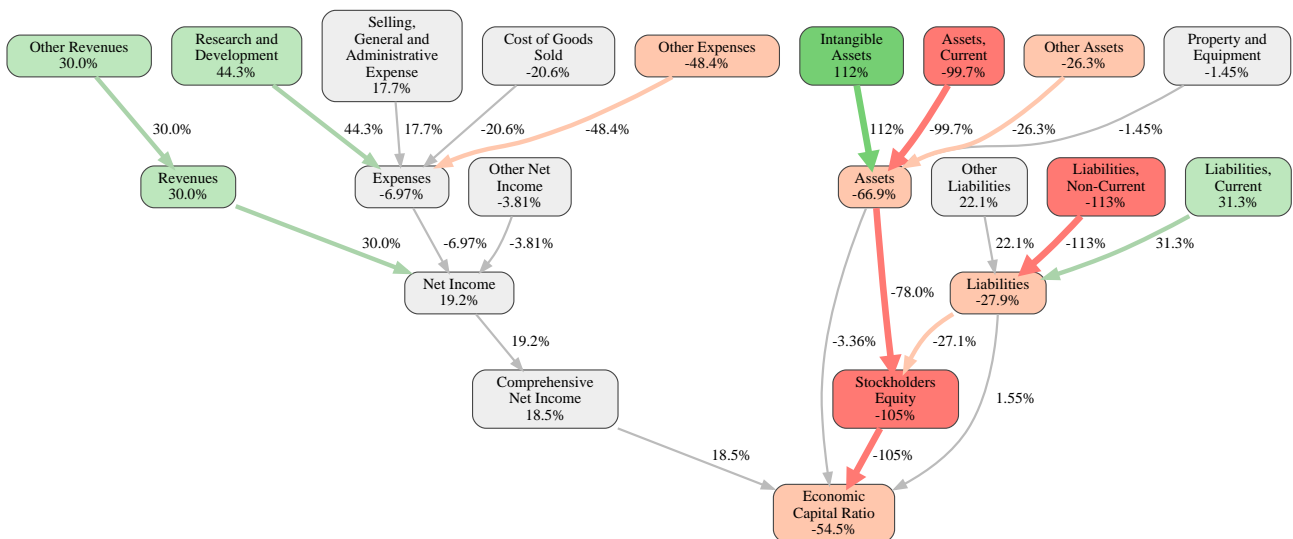 Other Revenues
30.0%
Research and
Development
44.3%
Selling,
General and
Administrative
Expense
17.7%
Cost of Goods
Sold
-20.6%
Other Expenses
-48.4%
Intangible
Assets
112%
Assets,
Current
-99.7%
Other Assets
-26.3%
Property and
Equipment
-1.45%
30.0%
44.3%
17.7%
-20.6%
-48.4%
112%
-99.7%
-26.3%
-1.45%
Revenues
30.0%
Expenses
-6.97%
Other Net
Income
-3.81%
Assets
-66.9%
Other
Liabilities
22.1%
Liabilities,
Non-Current
-113%
Liabilities,
Current
31.3%
30.0%
-6.97%
-3.81%
22.1%
-113%
31.3%
Net Income
19.2%
-78.0%
Liabilities
-27.9%
19.2%
-3.36%
-27.1%
Comprehensive
Net Income
18.5%
Stockholders
Equity
-105%
1.55%
18.5%
-105%
Economic
Capital Ratio
-54.5%